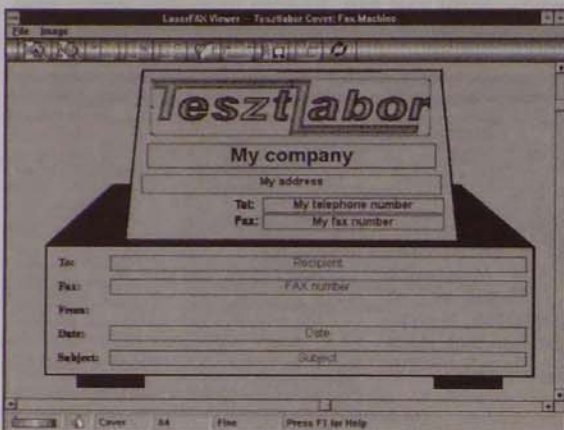 LaserFAX Viewer - Tesztlabor Cover: Fax Machine
File Image
TesztLabor
My company
My address
Tel: My telephone number
Fax: My fax number
To: Recipient
Fax: FAX number
From:
Date: Date
Subject: Subject
Cover A4 Fine Press F1 for Help